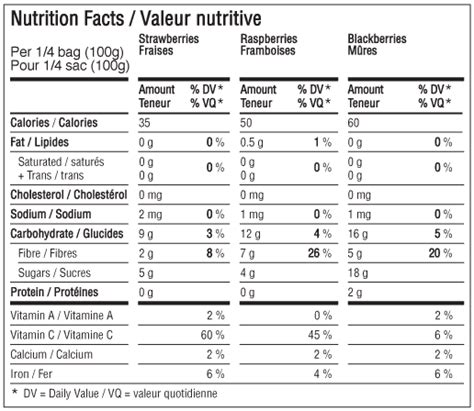 Nutrition Facts / Valeur nutritive
Per 1/4 bag (100g)
Pour 1/4 sac (100g)
Strawberries Raspberries Blackberries
Fraises Framboises Mûres
Amount % DV* Amount % DV* Amount % DV*
Teneur % VQ* Teneur % VQ* Teneur % VQ*
Calories / Calories 35 50 60
Fat / Lipides 0 g 0 % 0.5 g 1 % 0 g 0 %
Saturated / saturés 0 g 0 % 0 g 0 % 0 g 0 %
+ Trans / trans 0 g 0 g 0 g
Cholesterol / Cholestérol 0 mg 0 mg 0 mg
Sodium / Sodium 2 mg 0 % 1 mg 0 % 1 mg 0 %
Carbohydrate / Glucides 9 g 3 % 12 g 4 % 16 g 5 %
Fibre / Fibres 2 g 8 % 7 g 26 % 5 g 20 %
Sugars / Sucres 5 g 4 g 18 g
Protein / Protéines 0 g 0 g 2 g
Vitamin A / Vitamine A 2 % 0 % 2 %
Vitamin C / Vitamine C 60 % 45 % 6 %
Calcium / Calcium 2 % 2 % 2 %
Iron / Fer 6 % 4 % 6 %
* DV = Daily Value / VQ = valeur quotidienne